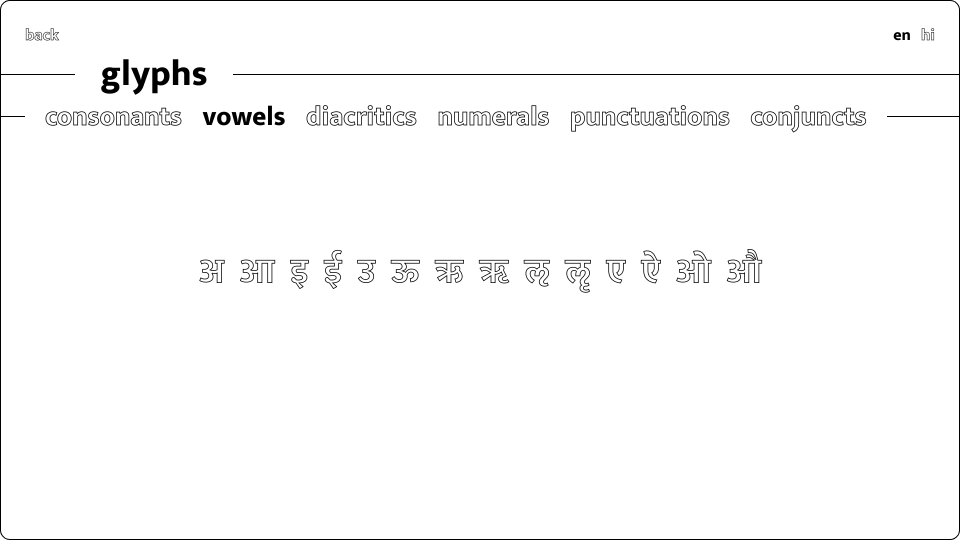 back en hi
glyphs
consonants vowels diacritics numerals punctuations conjuncts
अ आ इ ई उ ऊ ऋ ॠ ऌ ॡ ए ऐ ओ औ